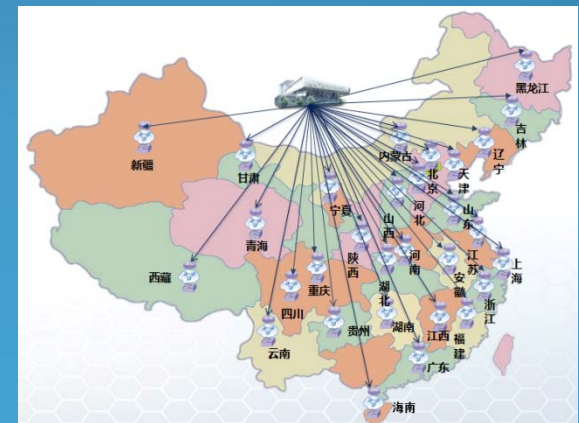 黑龙江
吉林
辽宁
内蒙古
北京
天津
新疆
甘肃
宁夏
河北
山东
山西
青海
陕西
河南
江苏
上海
西藏
重庆
湖北
安徽
浙江
四川
贵州
湖南
江西
福建
云南
广东
海南